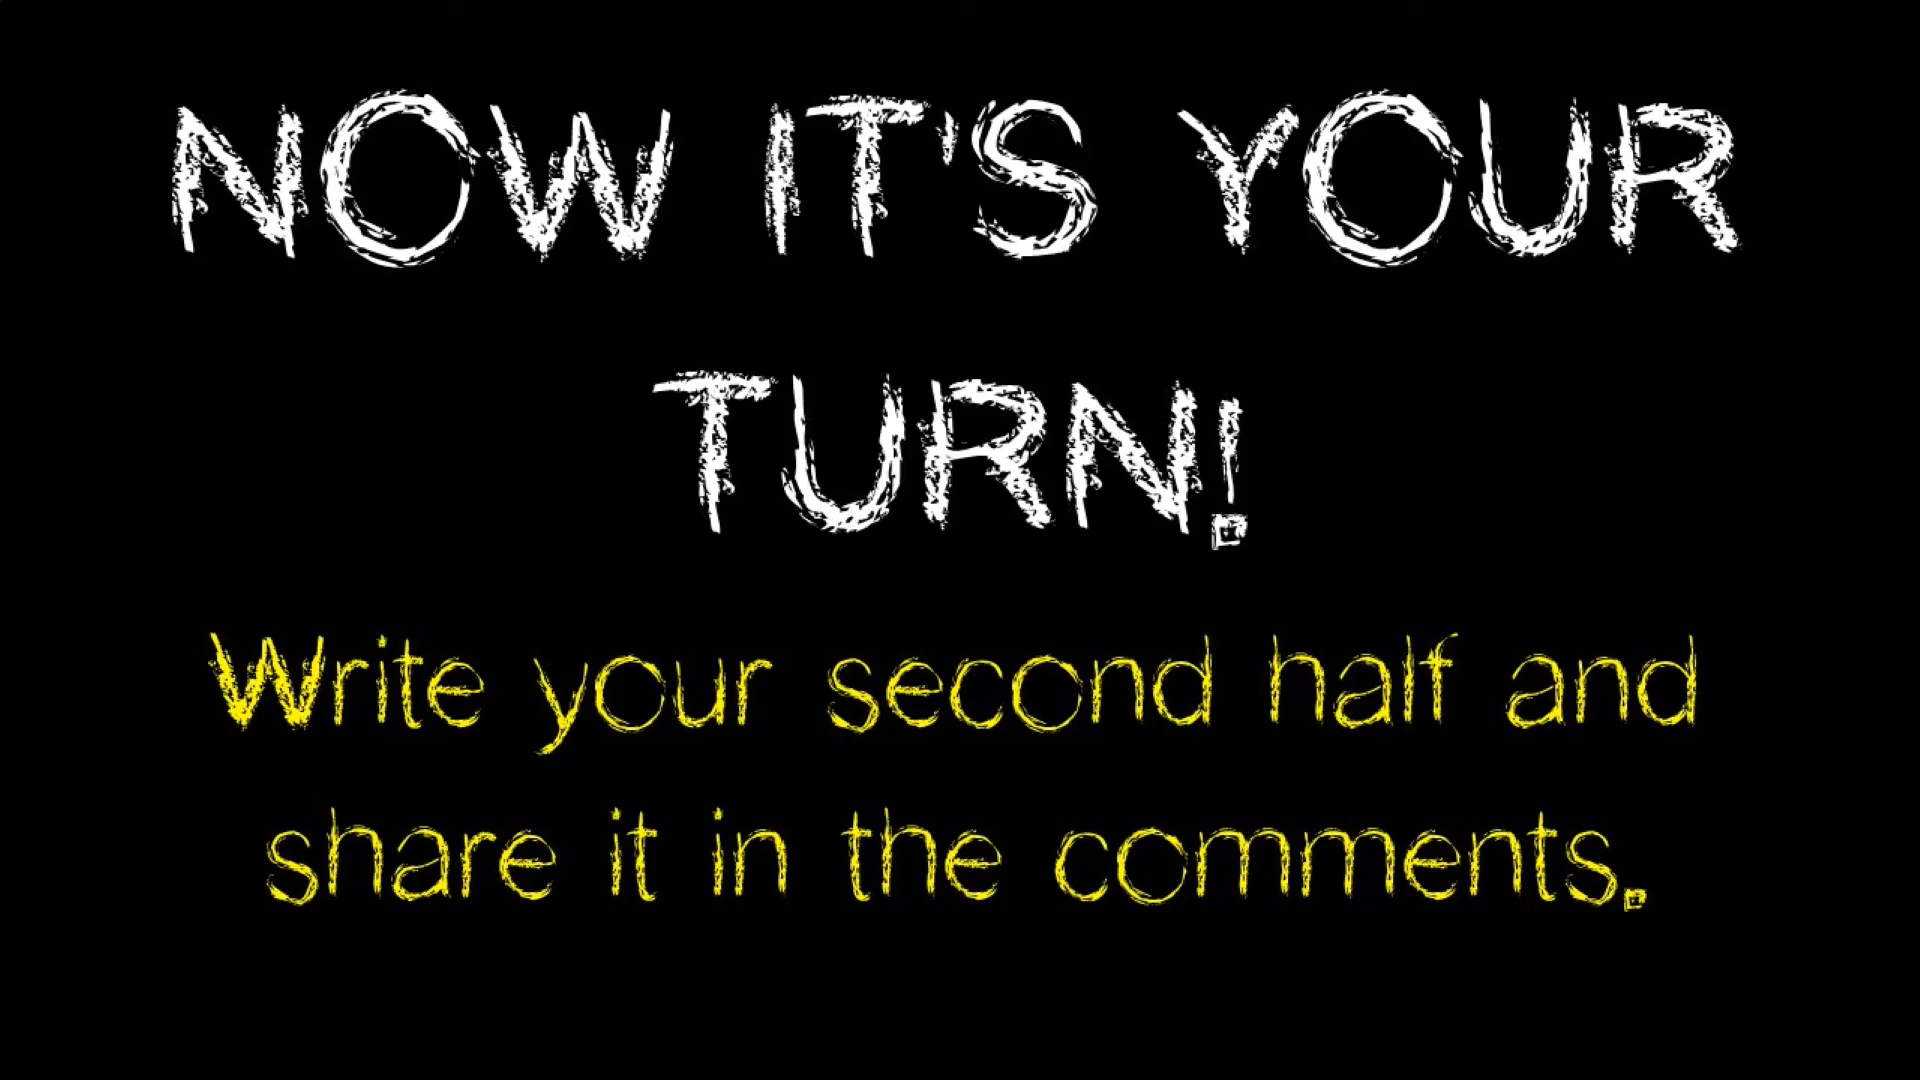 NOW IT'S YOUR
TURN!
Write your second half and
share it in the comments.